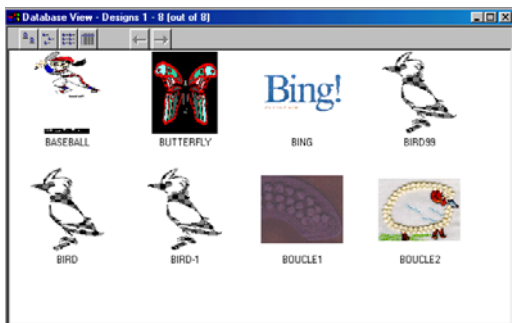 Database View - Designs 1 - 8 (out of 8)
Bing!
BASEBALL
BUTTERFLY
BING
BIRD99
BIRD
BIRD-1
BOUCLE1
BOUCLE2